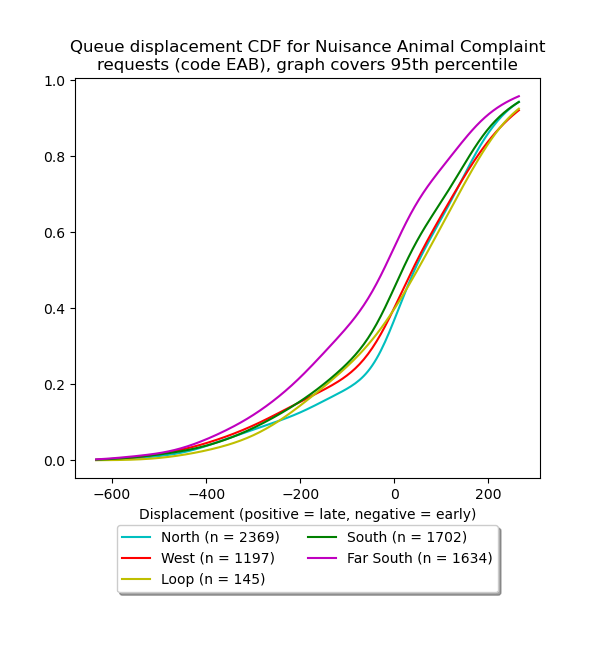 Queue displacement CDF for Nuisance Animal Complaint
requests (code EAB), graph covers 95th percentile
1.0
0.8
0.6
0.4
0.2
0.0
−600 −400 −200 0 200
Displacement (positive = late, negative = early)
North (n = 2369) South (n = 1702)
West (n = 1197) Far South (n = 1634)
Loop (n = 145)